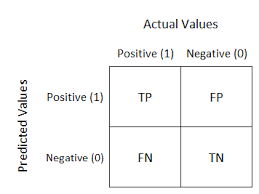 Actual Values
Positive (1) Negative (0)
Predicted Values
Positive (1) TP FP
Negative (0) FN TN